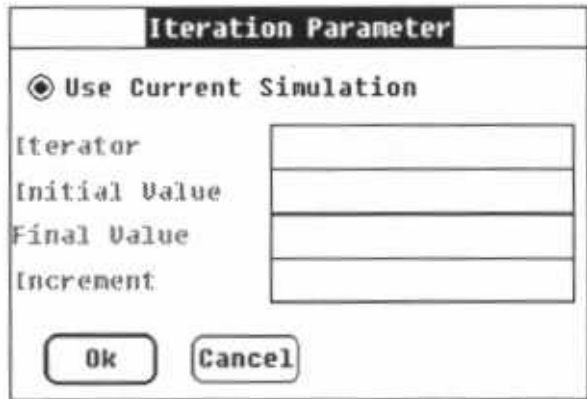 Iteration Parameter
Use Current Simulation
Iterator
Initial Value
Final Value
Increment
Ok Cancel